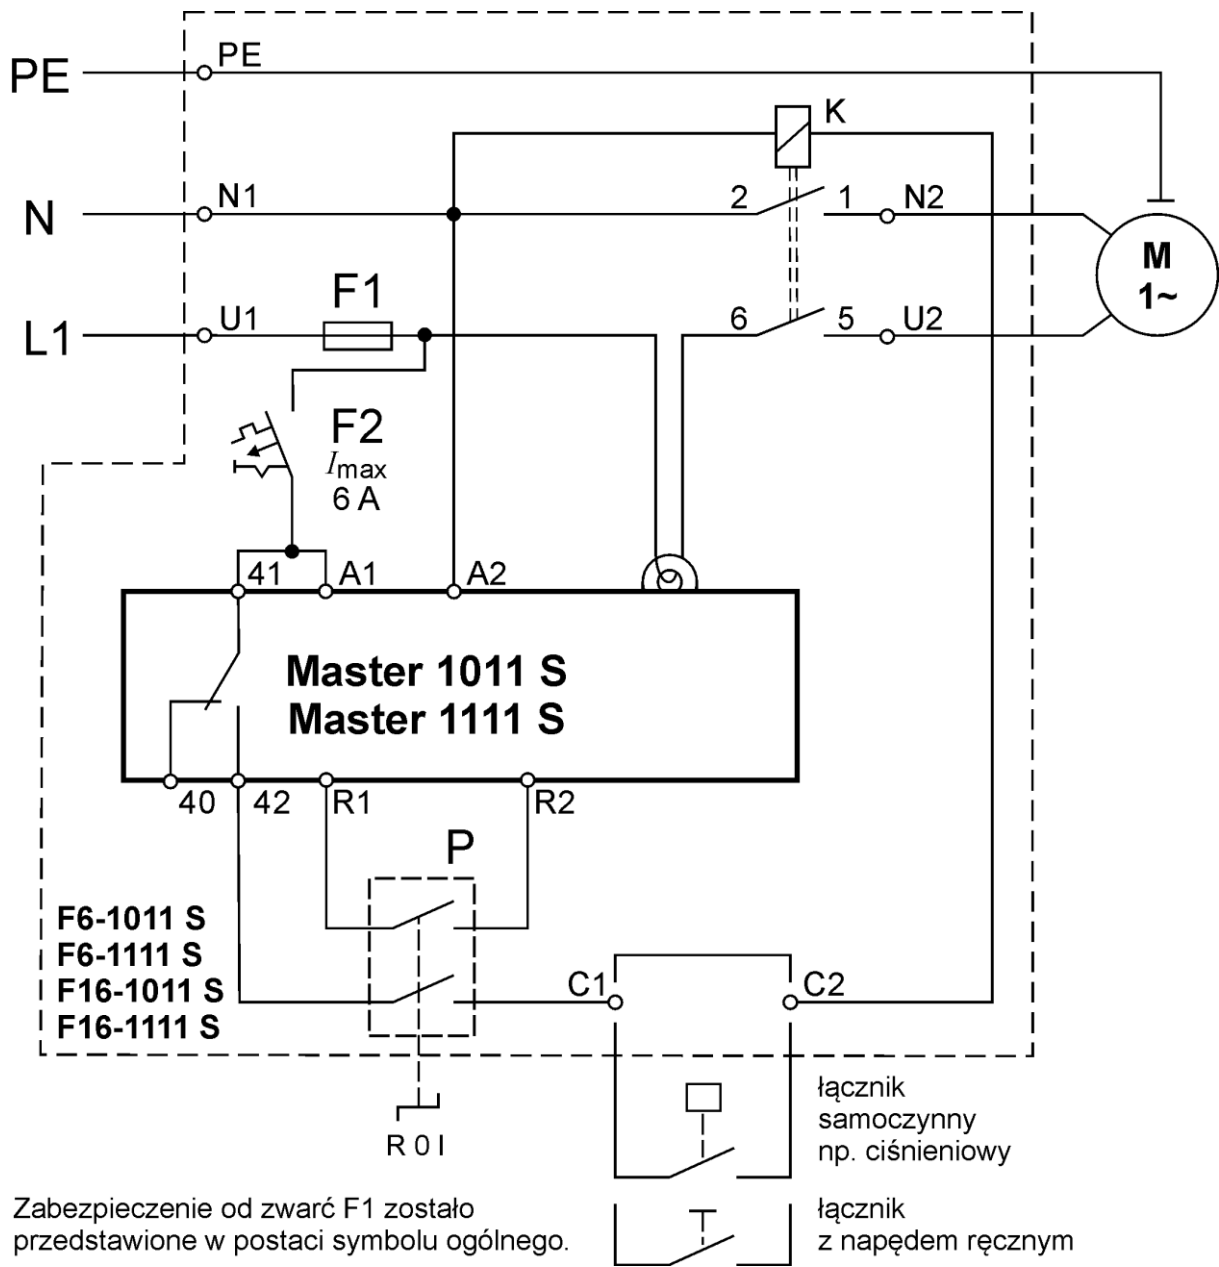 PE
PE
K
N
N1
2
1
N2
M
1~
L1
U1
F1
6
5
U2
F2
Imax
6 A
41
A1
A2
Master 1011 S
Master 1111 S
40
42
R1
R2
P
F6-1011 S
F6-1111 S
F16-1011 S
F16-1111 S
C1
C2
R 0 I
łącznik
samoczynny
np. ciśnieniowy
Zabezpieczenie od zwarć F1 zostało
przedstawione w postaci symbolu ogólnego.
łącznik
z napędem ręcznym